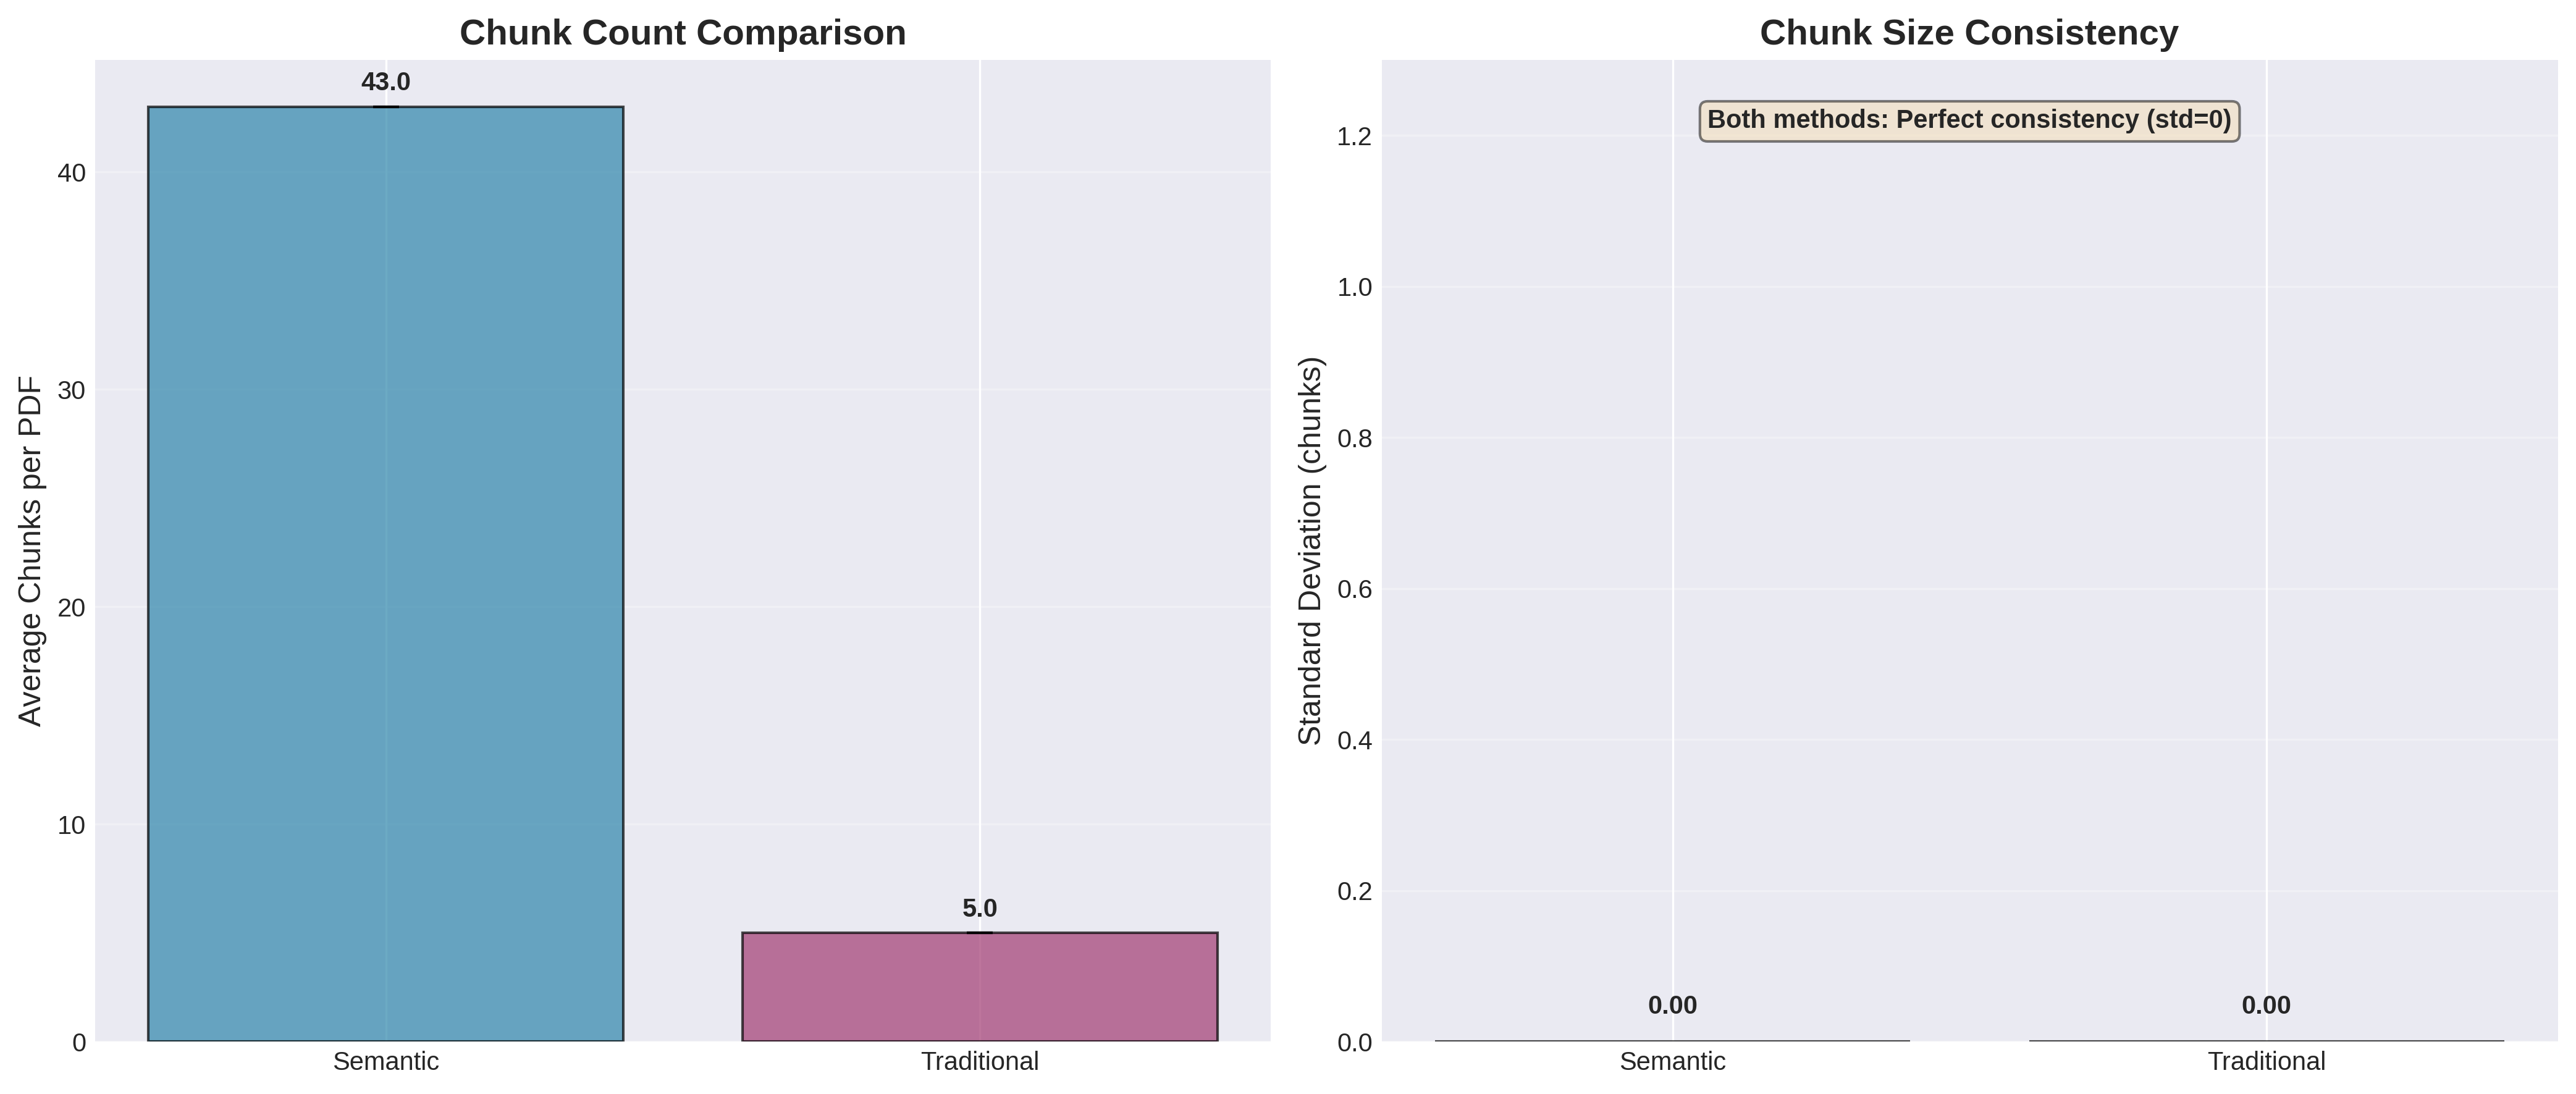 Chunk Count Comparison
Average Chunks per PDF
40
30
20
10
0
43.0
5.0
Semantic
Traditional
Chunk Size Consistency
Standard Deviation (chunks)
1.2
1.0
0.8
0.6
0.4
0.2
0.0
Both methods: Perfect consistency (std=0)
0.00
0.00
Semantic
Traditional